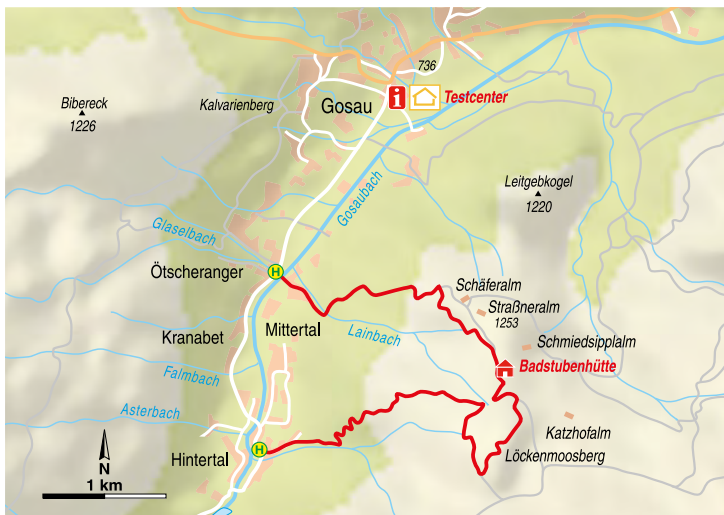 736
Bibereck
1226
Kalvarienberg
Gosau
i
Testcenter
Leitgebkogel
1220
Gosaubach
Glaselbach
Ötscheranger
H
Schäferalm
Straßneralm
1253
Kranabet
Mittertal
Lainbach
Schmiedsipplalm
Falmbach
Badstubenhütte
Asterbach
Katzhofalm
Hintertal
H
Löckenmoosberg
N
1 km